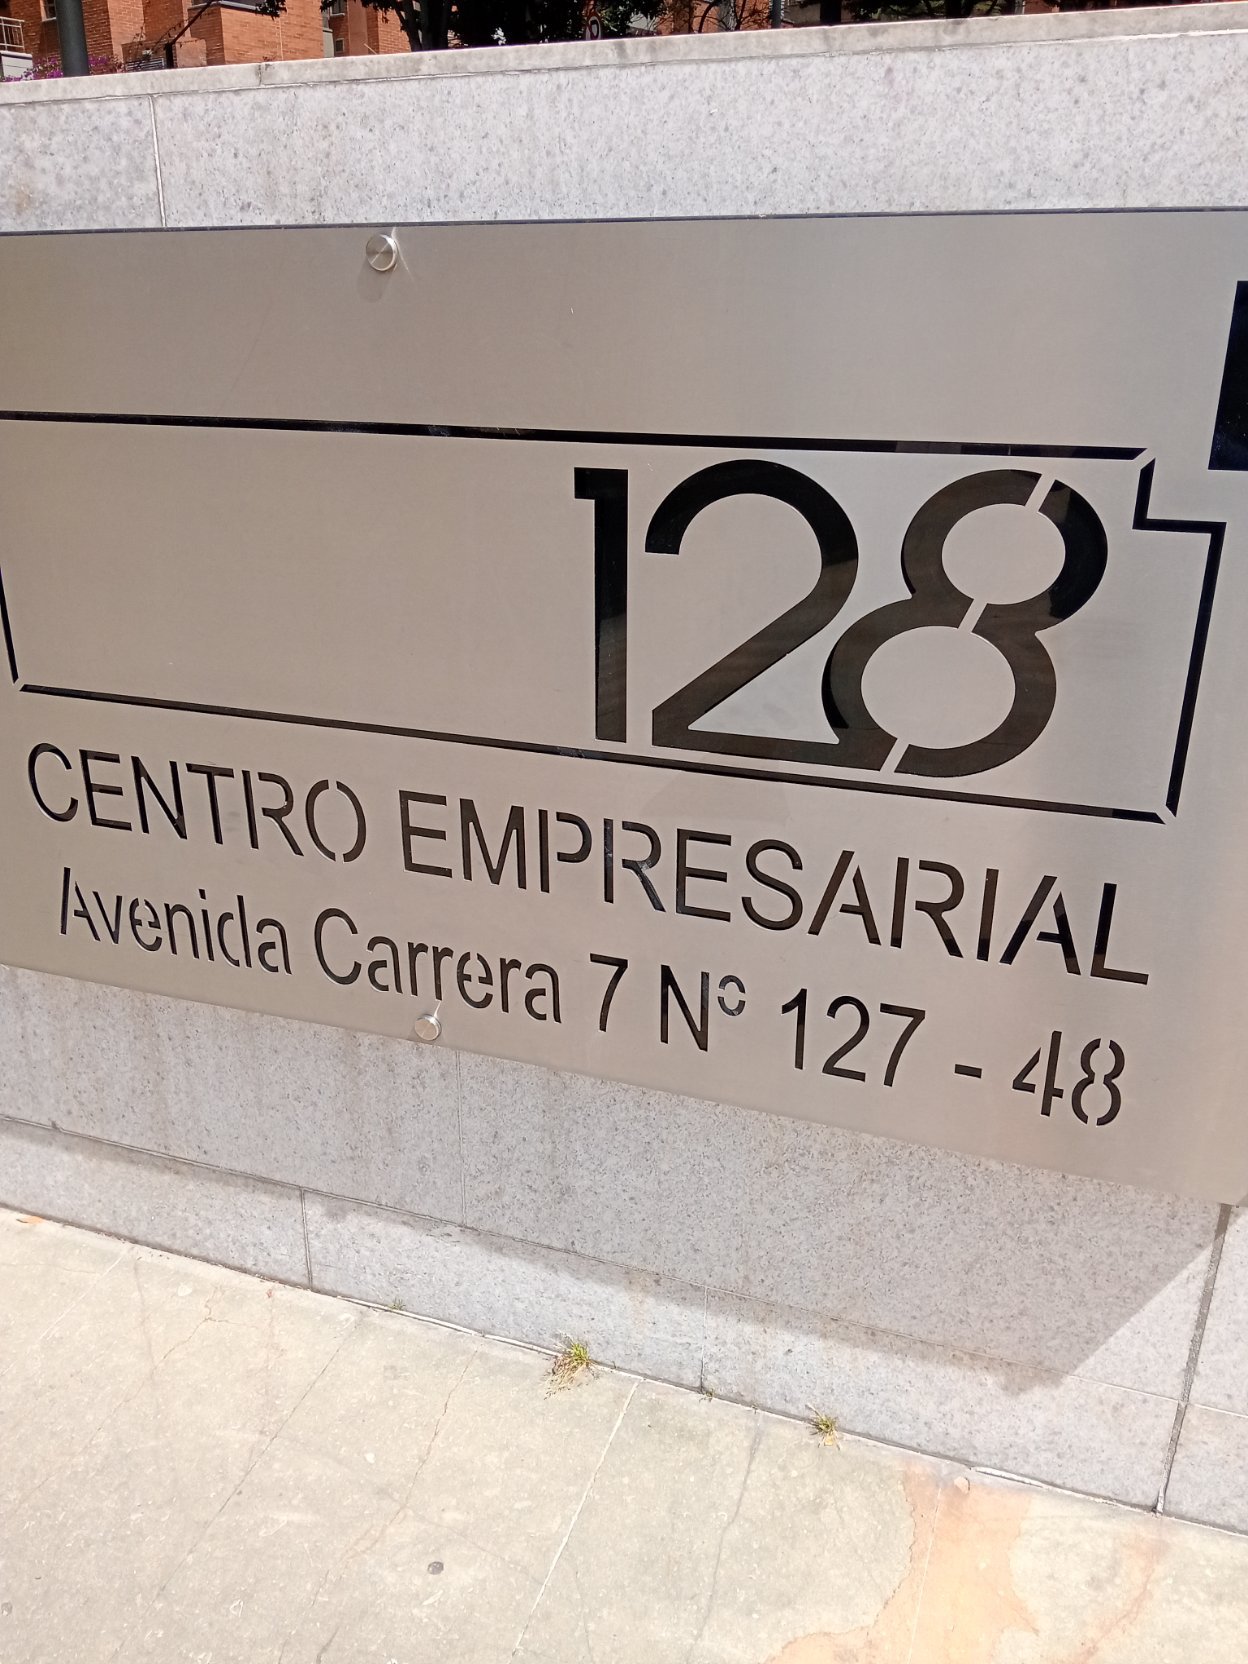 128
CENTRO EMPRESARIAL
Avenida Carrera 7 Nº 127 - 48